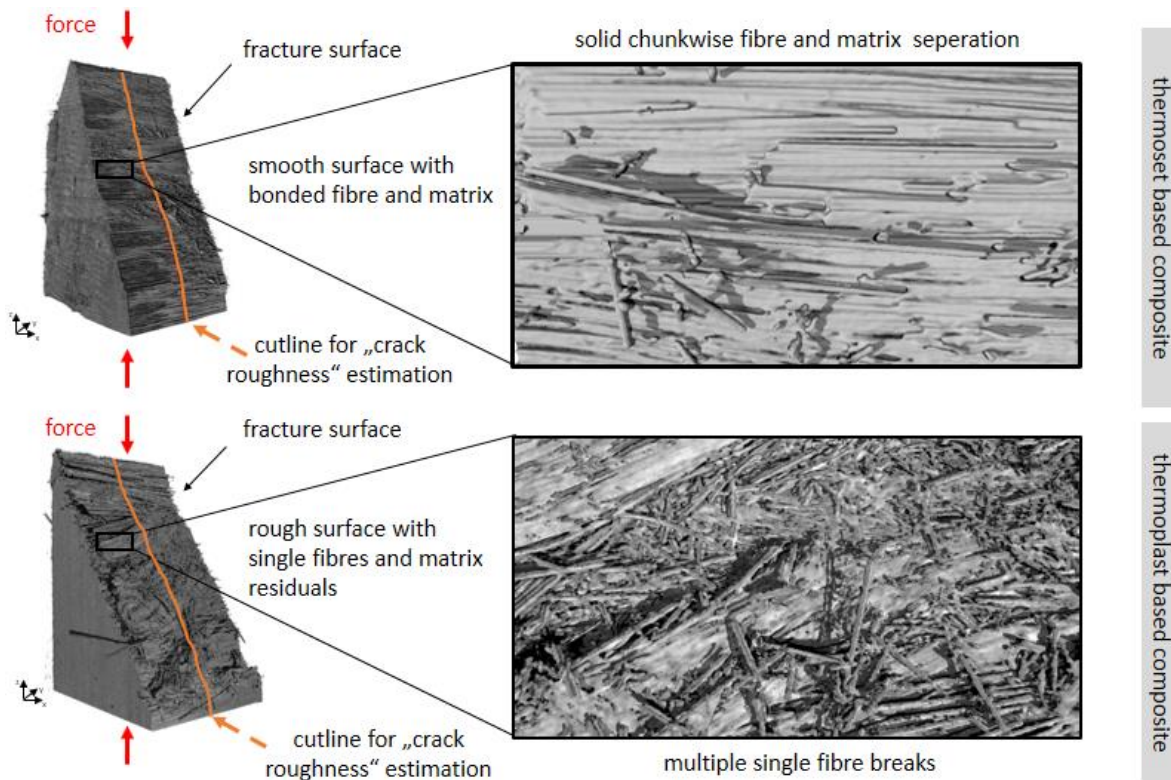 force
fracture surface
smooth surface with
bonded fibre and matrix
cutline for „crack
roughness“ estimation
solid chunkwise fibre and matrix seperation
thermoset based composite
force
fracture surface
rough surface with
single fibres and matrix
residuals
cutline for „crack
roughness“ estimation
multiple single fibre breaks
thermoplast based composite